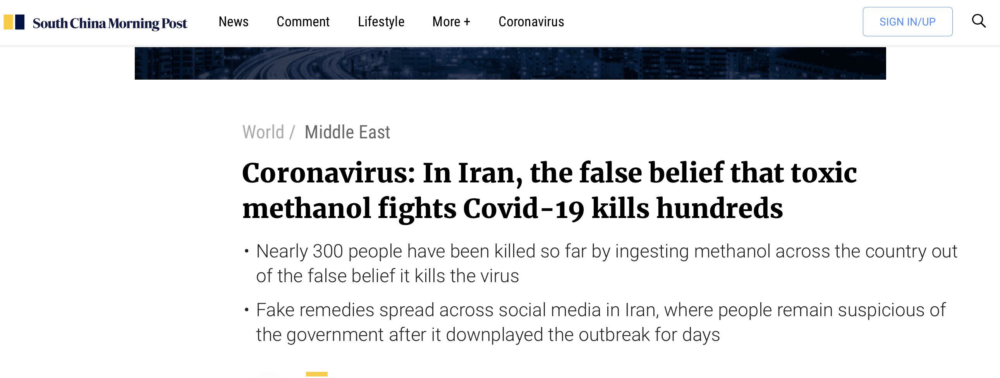 South China Morning Post News Comment Lifestyle More + Coronavirus SIGN IN/UP
World / Middle East
Coronavirus: In Iran, the false belief that toxic
methanol fights Covid-19 kills hundreds
• Nearly 300 people have been killed so far by ingesting methanol across the country out
of the false belief it kills the virus
• Fake remedies spread across social media in Iran, where people remain suspicious of
the government after it downplayed the outbreak for days